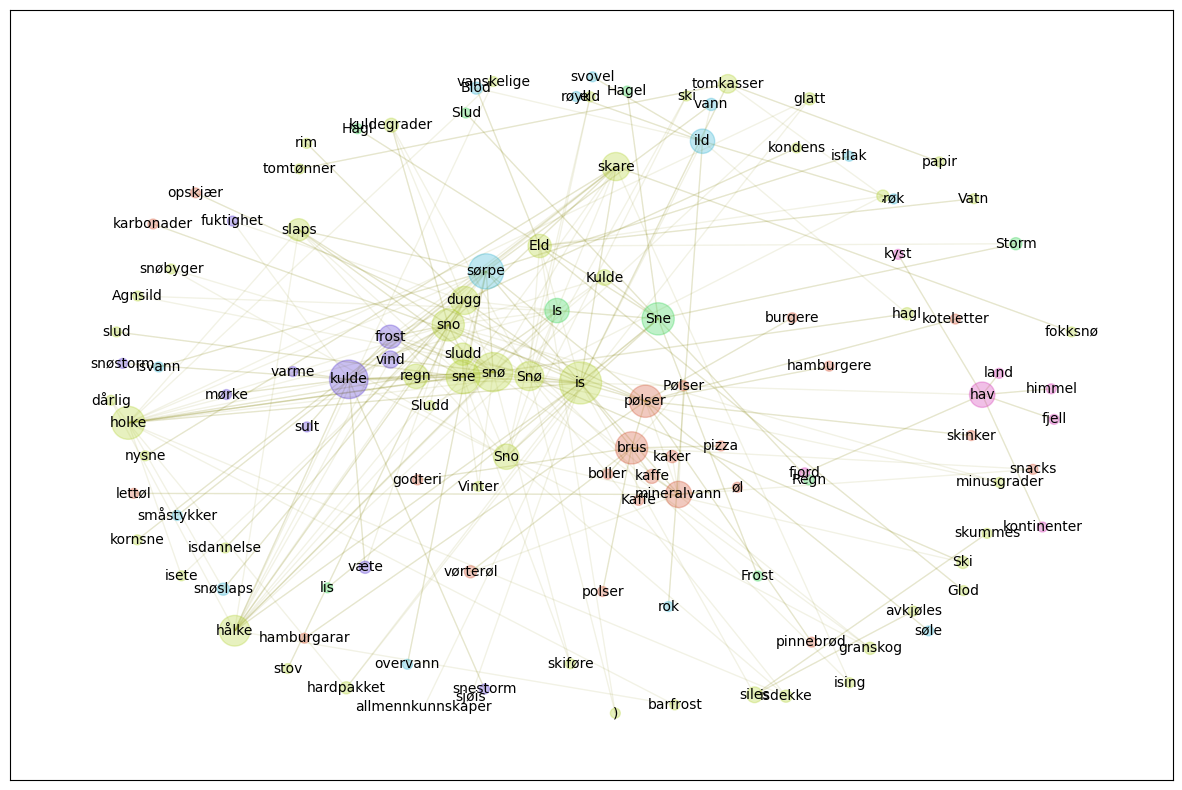 vanskelige
svovel
Blod
røyk
ild
Hagel
ski
tomkasser
vann
glatt
Slud
Hagl
kuldegrader
rim
tomtønner
skare
ild
kondens
isflak
papir
opskjær
karbonader
fuktighet
slaps
røk
Vatn
Eld
Storm
kyst
snøbyger
sørpe
Kulde
Agnsild
dugg
Is
Sne
burgere
hagl
koteletter
fokksnø
slud
sno
frost
snøstorm
isvann
varme
vind
sludd
kulde
regn
sne
snø
Snø
is
Pølser
hamburgere
land
himmel
hav
mørke
dårlig
Sludd
pølser
holke
sult
fjell
skinker
nysne
Sno
brus
pizza
kaker
snacks
lettøl
godteri
Vinter
boller
kaffe
Kaffe
mineralvann
øl
fjord
Regn
minusgrader
småstykker
kontinenter
kornsne
isdannelse
skummes
isete
snøslaps
væte
vørterøl
Ski
lis
polser
Frost
Glod
rok
avkjøles
hålke
hamburgarar
søle
pinnebrød
granskog
stov
overvann
skiføre
hardpakket
snestorm
sjøis
ising
siles
isdekke
allmennkunnskaper
barfrost
)